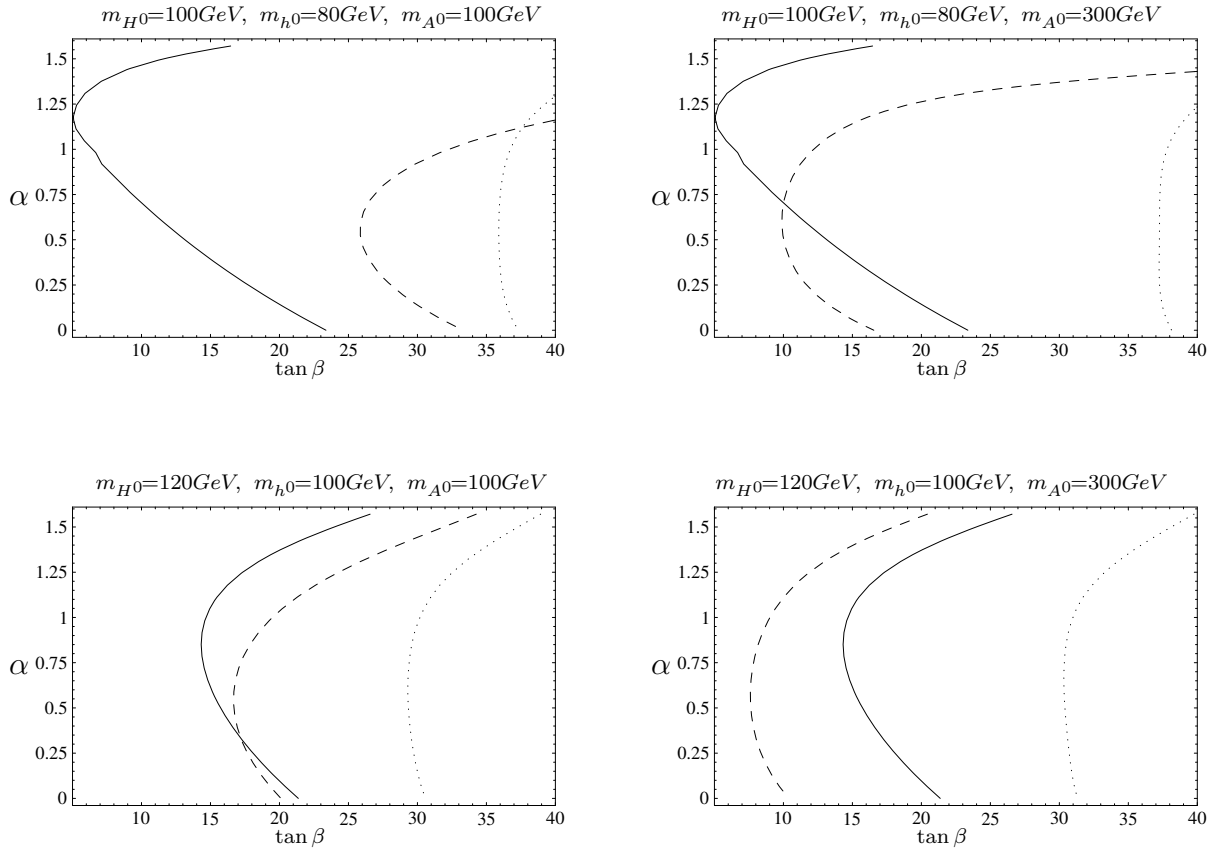 m_{H^0}=100GeV, m_{h^0}=80GeV, m_{A^0}=100GeV
1.5
1.25
1
α 0.75
0.5
0.25
0
10 15 20 25 30 35 40
tan β
m_{H^0}=100GeV, m_{h^0}=80GeV, m_{A^0}=300GeV
1.5
1.25
1
α 0.75
0.5
0.25
0
10 15 20 25 30 35 40
tan β
m_{H^0}=120GeV, m_{h^0}=100GeV, m_{A^0}=100GeV
1.5
1.25
1
α 0.75
0.5
0.25
0
10 15 20 25 30 35 40
tan β
m_{H^0}=120GeV, m_{h^0}=100GeV, m_{A^0}=300GeV
1.5
1.25
1
α 0.75
0.5
0.25
0
10 15 20 25 30 35 40
tan β